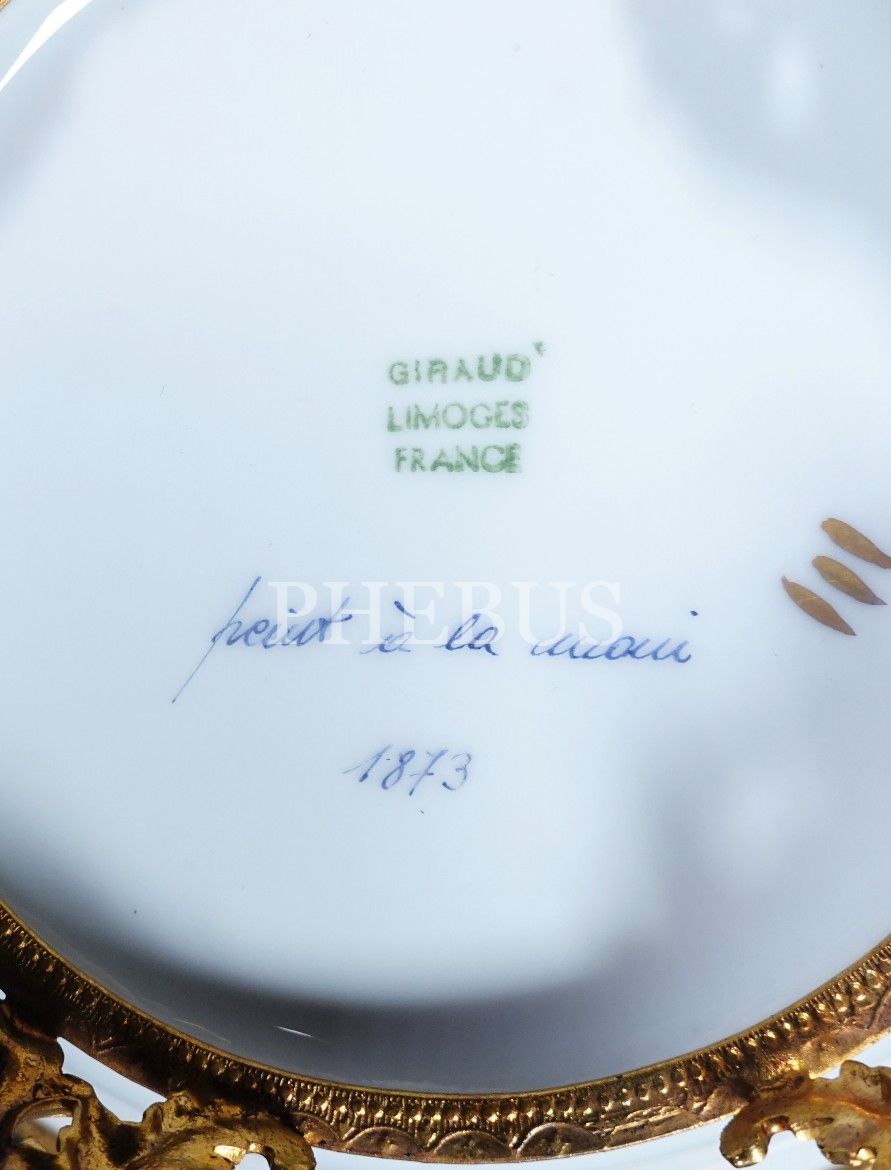 GIRAUD
LIMOGES
FRANCE
PHEBUS
peint à la main
1873